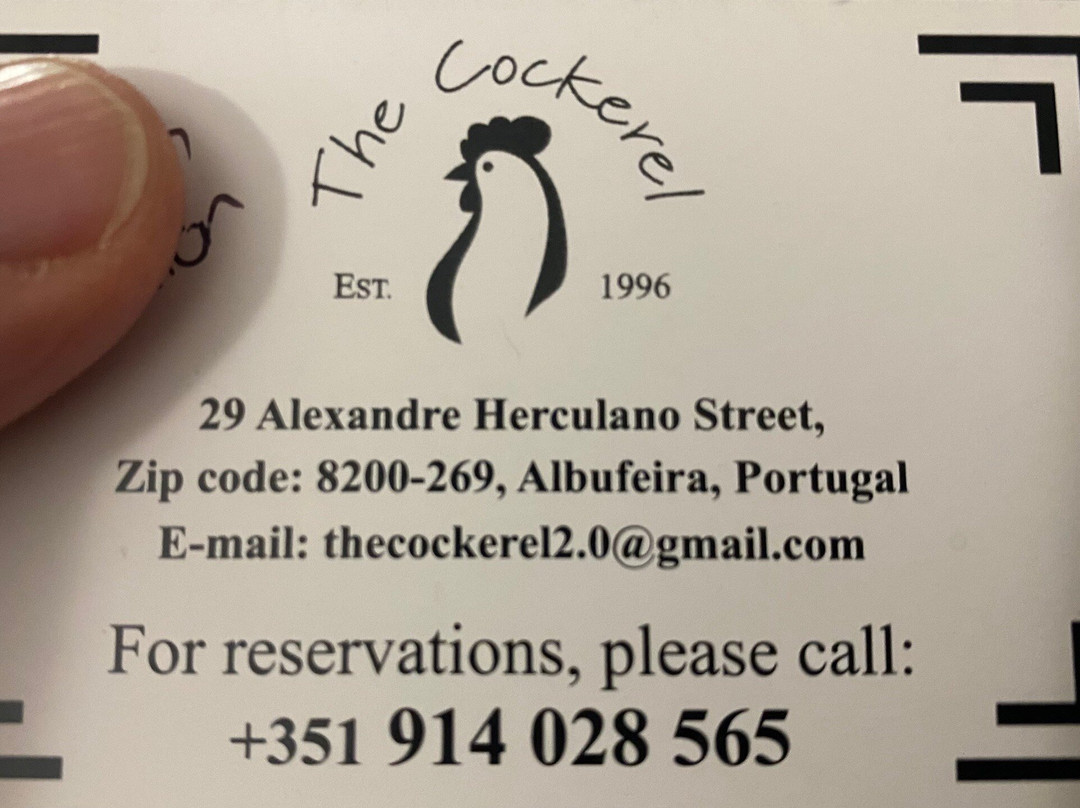 The Cockerel
EST. 1996
29 Alexandre Herculano Street,
Zip code: 8200-269, Albufeira, Portugal
E-mail: thecockerel2.0@gmail.com
For reservations, please call:
+351 914 028 565